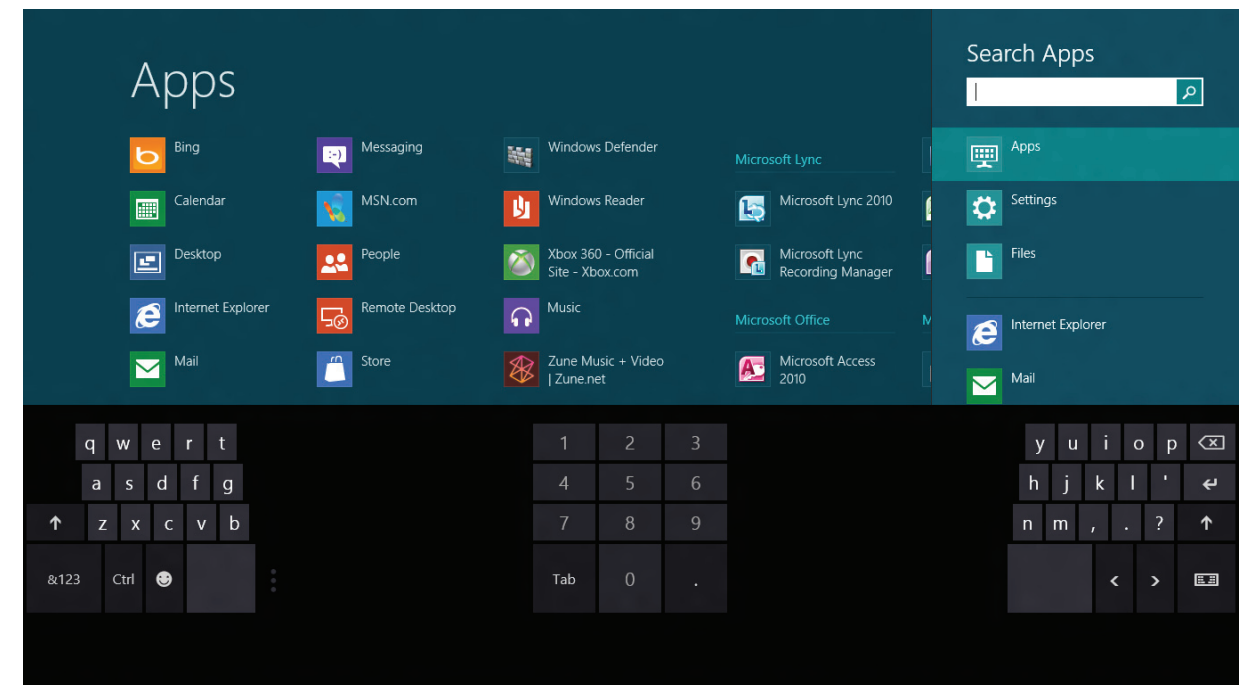 Apps
Bing
Calendar
Desktop
Internet Explorer
Mail
Messaging
MSN.com
People
Remote Desktop
Store
Windows Defender
Windows Reader
Xbox 360 - Official
Site - Xbox.com
Music
Zune Music + Video
| Zune.net
Microsoft Lync
Microsoft Lync 2010
Microsoft Lync
Recording Manager
Microsoft Office
Microsoft Access
2010
M
Search Apps
Apps
Settings
Files
Internet Explorer
Mail
q w e r t
a s d f g
z x c v b
&123 Ctrl
1 2 3
4 5 6
7 8 9
Tab 0 .
y u i o p
h j k l '
n m , . ?
< >